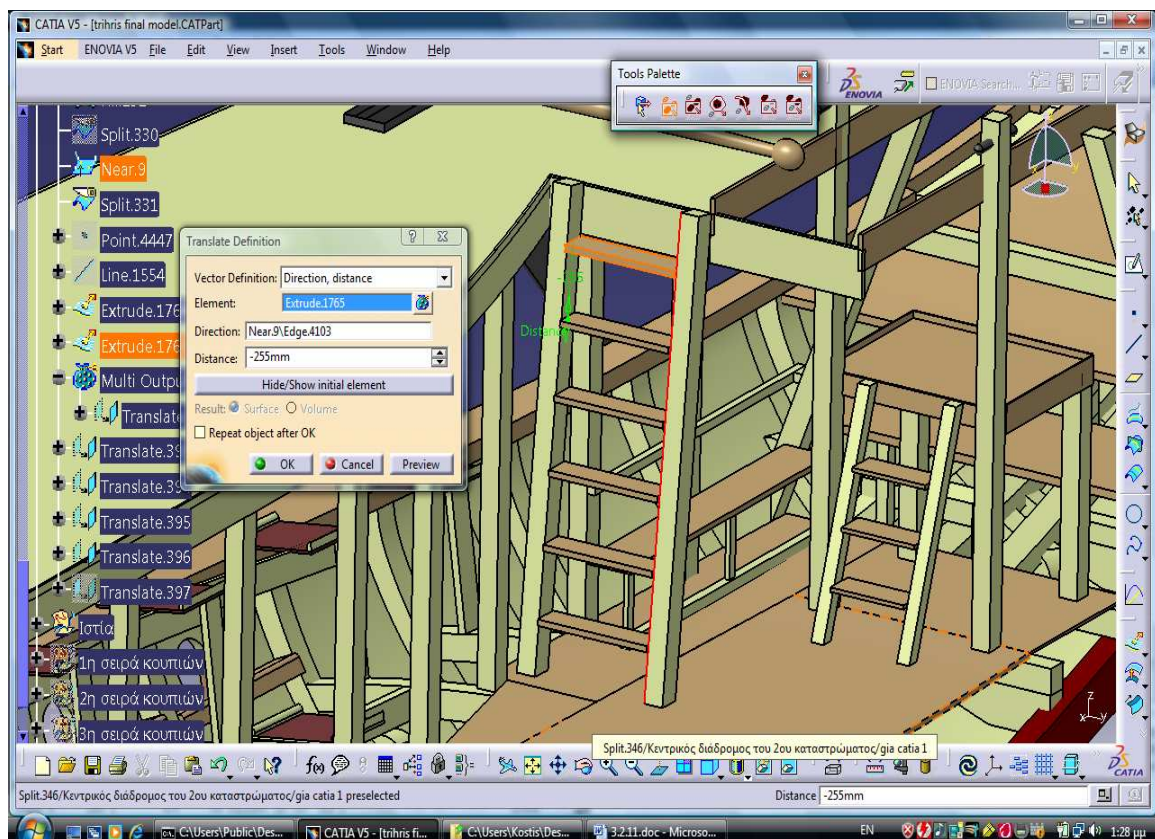 CATIA V5 - [trihris final model.CATPart]
Start ENOVIA V5 File Edit View Insert Tools Window Help
Tools Palette
ENOVIA
ENOVIA Search...
Split.330
Near.9
Split.331
Point.4447
Line.1554
Extrude.176
Extrude.176
Multi Outpu
Translate
Translate.39
Translate.39
Translate.395
Translate.396
Translate.397
Ιστία
1η σειρά κουπιών
2η σειρά κουπιών
3η σειρά κουπιών
Translate Definition
Vector Definition: Direction, distance
Element: Extrude.1765
Direction: Near.9\Edge.4103
Distance: -255mm
Hide/Show initial element
Result: Surface Volume
Repeat object after OK
OK Cancel Preview
Distance
z
x y
Split.346/Κεντρικός διάδρομος του 2ου καταστρώματος/gia catia 1
f(x)
CATIA
Split.346/Κεντρικός διάδρομος του 2ου καταστρώματος/gia catia 1 preselected
Distance -255mm
C:\Users\Public\Des... CATIA V5 - [trihris fi... C:\Users\Kostis\Des... 3.2.11.doc - Microso... EN 1:28 μμ